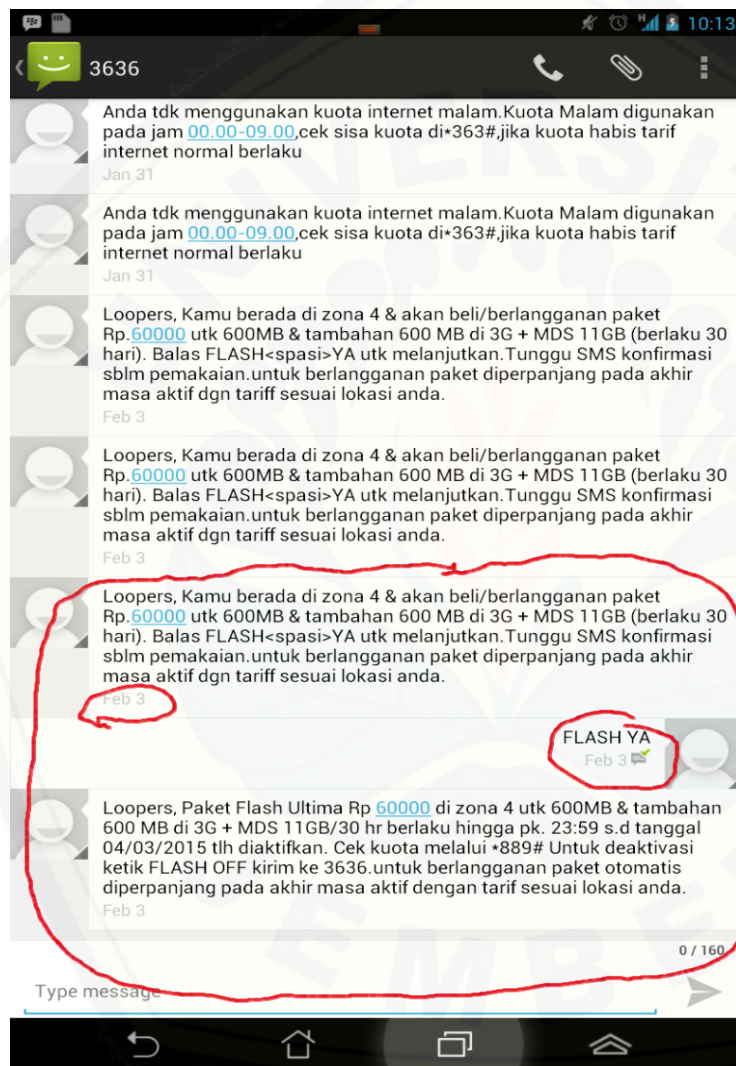 10:13
3636
Anda tdk menggunakan kuota internet malam.Kuota Malam digunakan
pada jam 00.00-09.00,cek sisa kuota di*363#,jika kuota habis tarif
internet normal berlaku
Jan 31
Anda tdk menggunakan kuota internet malam.Kuota Malam digunakan
pada jam 00.00-09.00,cek sisa kuota di*363#,jika kuota habis tarif
internet normal berlaku
Jan 31
Loopers, Kamu berada di zona 4 & akan beli/berlangganan paket
Rp.60000 utk 600MB & tambahan 600 MB di 3G + MDS 11GB (berlaku 30
hari). Balas FLASH<spasi>YA utk melanjutkan.Tunggu SMS konfirmasi
sblm pemakaian.untuk berlangganan paket diperpanjang pada akhir
masa aktif dgn tariff sesuai lokasi anda.
Feb 3
Loopers, Kamu berada di zona 4 & akan beli/berlangganan paket
Rp.60000 utk 600MB & tambahan 600 MB di 3G + MDS 11GB (berlaku 30
hari). Balas FLASH<spasi>YA utk melanjutkan.Tunggu SMS konfirmasi
sblm pemakaian.untuk berlangganan paket diperpanjang pada akhir
masa aktif dgn tariff sesuai lokasi anda.
Feb 3
Loopers, Kamu berada di zona 4 & akan beli/berlangganan paket
Rp.60000 utk 600MB & tambahan 600 MB di 3G + MDS 11GB (berlaku 30
hari). Balas FLASH<spasi>YA utk melanjutkan.Tunggu SMS konfirmasi
sblm pemakaian.untuk berlangganan paket diperpanjang pada akhir
masa aktif dgn tariff sesuai lokasi anda.
Feb 3
FLASH YA
Feb 3
Loopers, Paket Flash Ultima Rp 60000 di zona 4 utk 600MB & tambahan
600 MB di 3G + MDS 11GB/30 hr berlaku hingga pk. 23:59 s.d tanggal
04/03/2015 tlh diaktifkan. Cek kuota melalui *889# Untuk deaktivasi
ketik FLASH OFF kirim ke 3636.untuk berlangganan paket otomatis
diperpanjang pada akhir masa aktif dengan tarif sesuai lokasi anda.
Feb 3
0 / 160
Type message